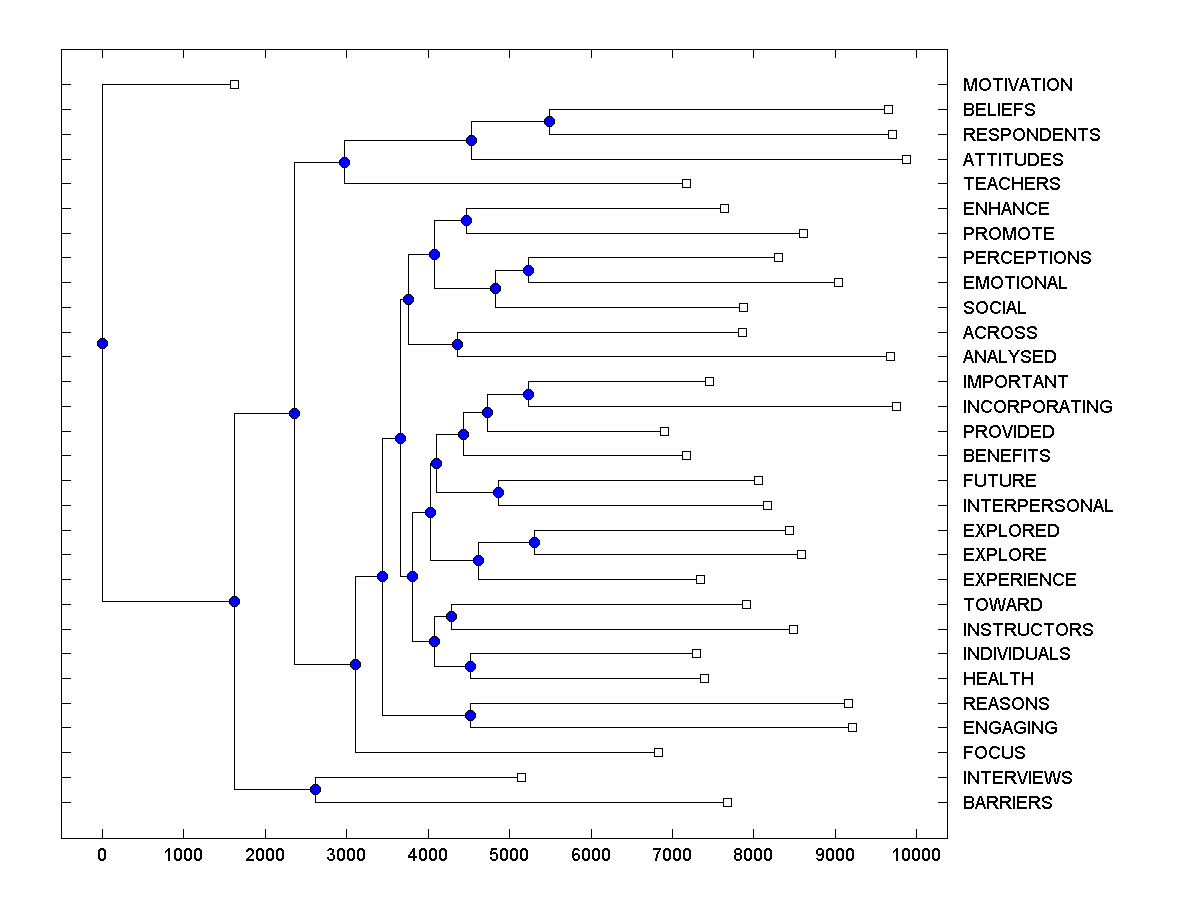 MOTIVATION
BELIEFS
RESPONDENTS
ATTITUDES
TEACHERS
ENHANCE
PROMOTE
PERCEPTIONS
EMOTIONAL
SOCIAL
ACROSS
ANALYSED
IMPORTANT
INCORPORATING
PROVIDED
BENEFITS
FUTURE
INTERPERSONAL
EXPLORED
EXPLORE
EXPERIENCE
TOWARD
INSTRUCTORS
INDIVIDUALS
HEALTH
REASONS
ENGAGING
FOCUS
INTERVIEWS
BARRIERS
0 1000 2000 3000 4000 5000 6000 7000 8000 9000 10000